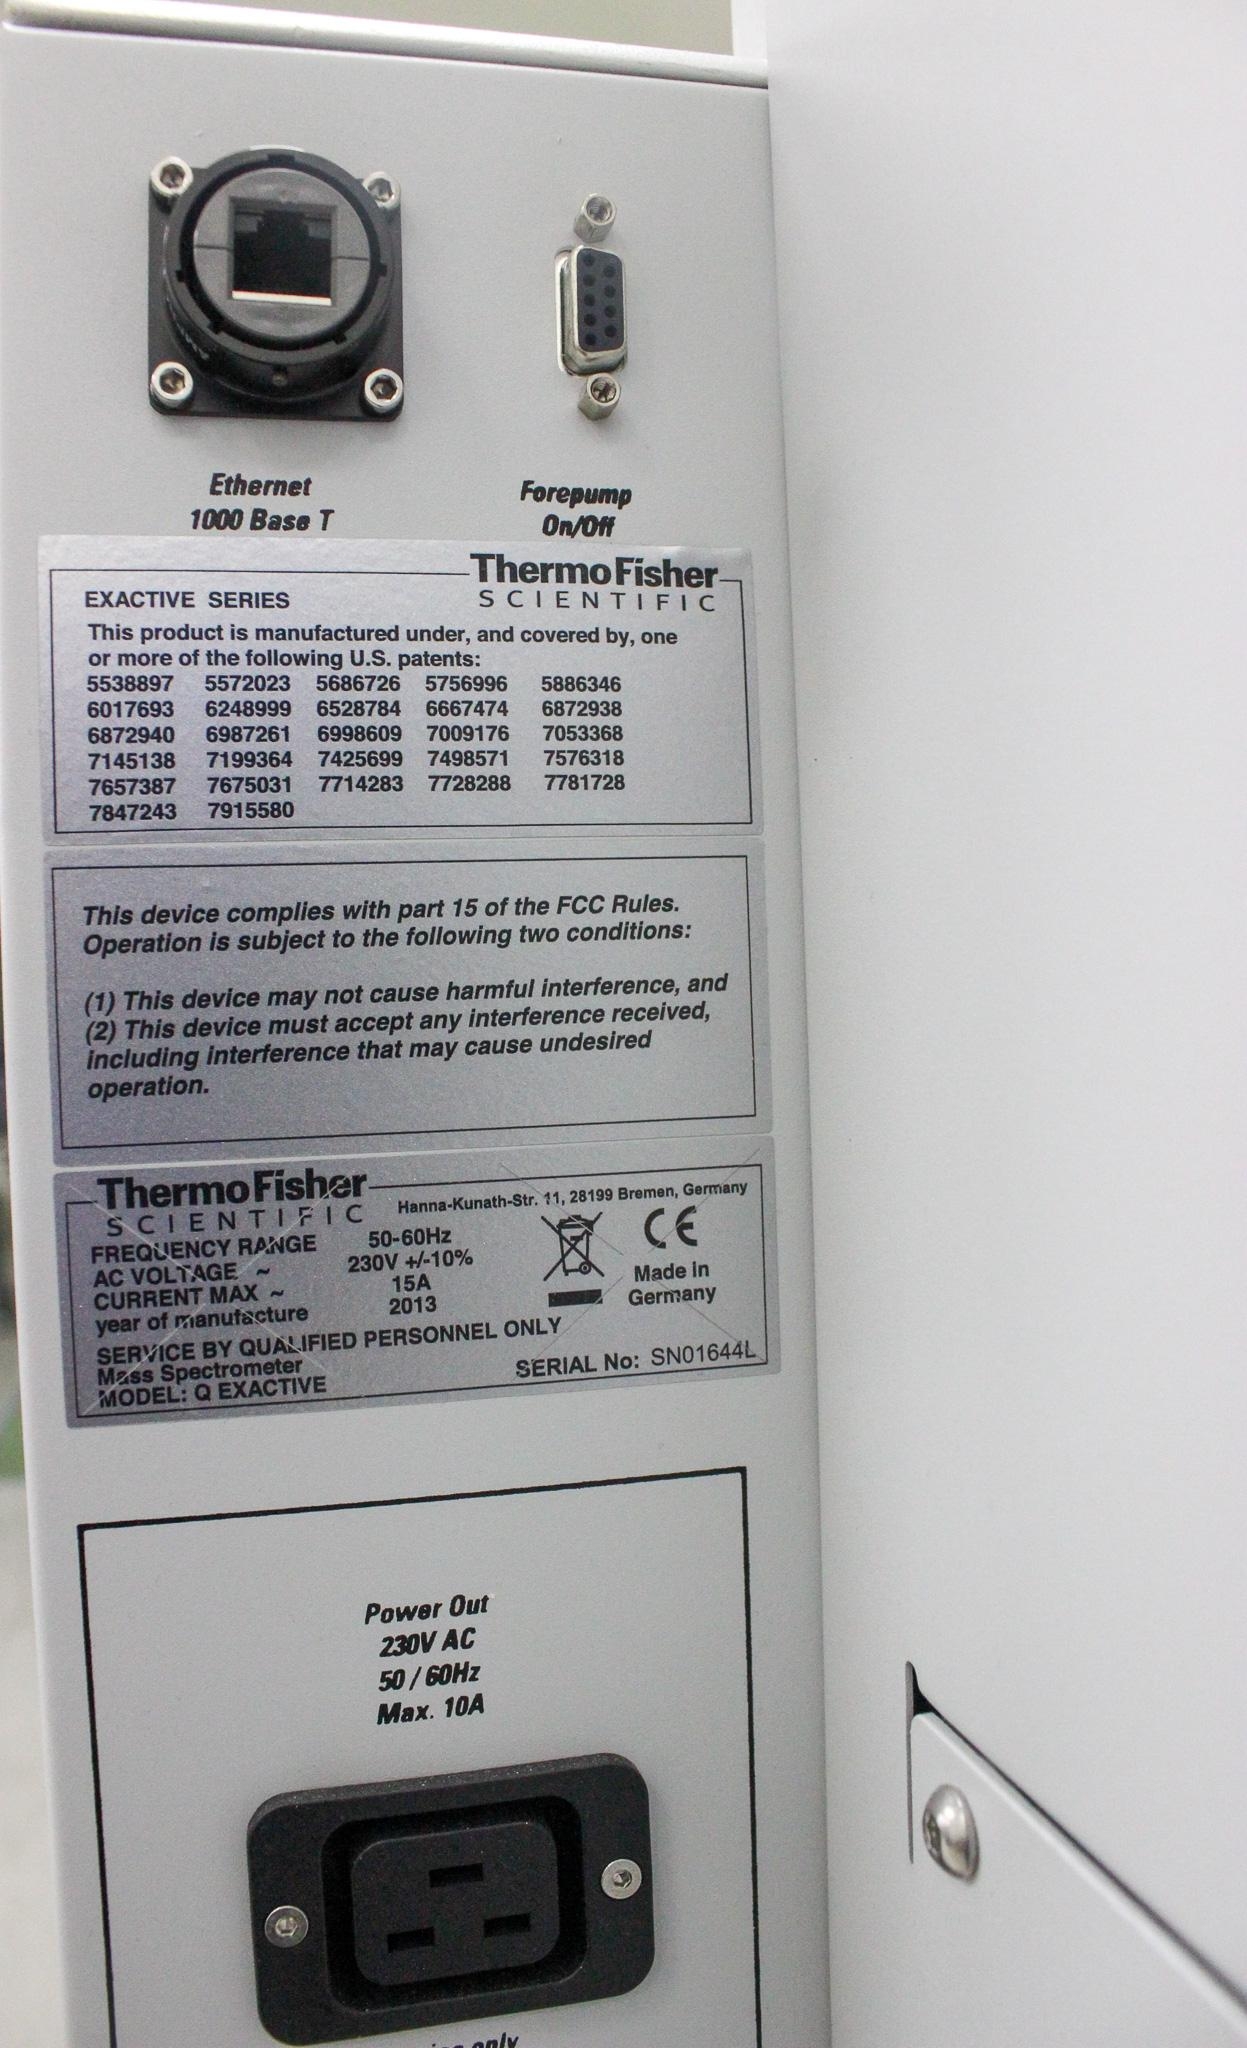 Ethernet
1000 Base T
Forepump
On/Off
ThermoFisher
SCIENTIFIC
EXACTIVE SERIES
This product is manufactured under, and covered by, one
or more of the following U.S. patents:
5538897 5572023 5686726 5756996 5886346
6017693 6248999 6528784 6667474 6872938
6872940 6987261 6998609 7009176 7053368
7145138 7199364 7425699 7498571 7576318
7657387 7675031 7714283 7728288 7781728
7847243 7915580
This device complies with part 15 of the FCC Rules.
Operation is subject to the following two conditions:
(1) This device may not cause harmful interference, and
(2) This device must accept any interference received,
including interference that may cause undesired
operation.
ThermoFisher
SCIENTIFIC
Hanna-Kunath-Str. 11, 28199 Bremen, Germany
FREQUENCY RANGE 50-60Hz
AC VOLTAGE ~ 230V +/-10%
CURRENT MAX ~ 15A
year of manufacture 2013
CE
Made in
Germany
SERVICE BY QUALIFIED PERSONNEL ONLY
Mass Spectrometer
MODEL: Q EXACTIVE
SERIAL No: SN01644L
Power Out
230V AC
50 / 60Hz
Max. 10A
only